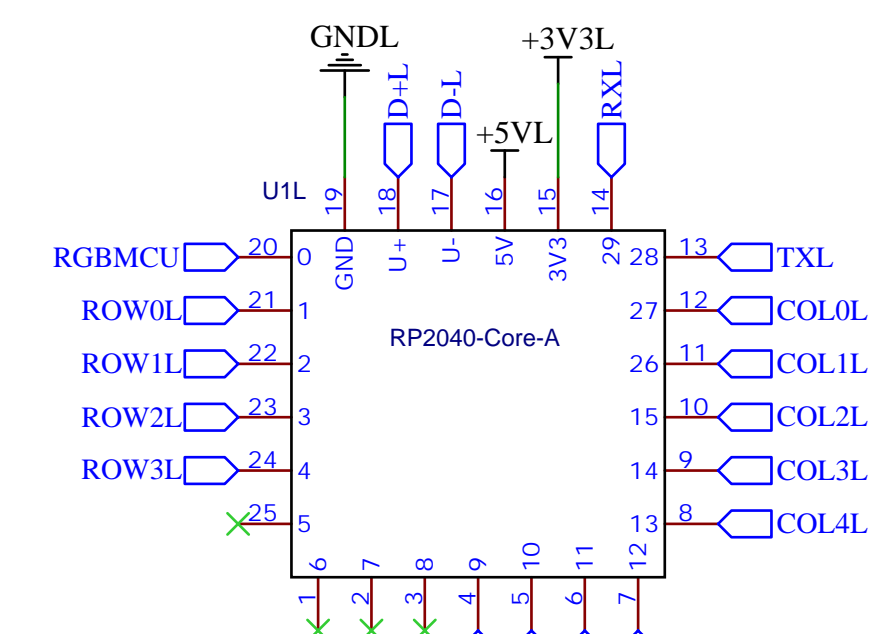 GNDL
+3V3L
D+L
D-L
RXL
+5VL
U1L
19
18
17
16
15
14
GND
U+
U-
5V
3V3
29
RGBMCU 20 0
28 13 TXL
ROW0L 21 1
27 12 COL0L
RP2040-Core-A
ROW1L 22 2
26 11 COL1L
ROW2L 23 3
15 10 COL2L
ROW3L 24 4
14 9 COL3L
25 5
13 8 COL4L
6
7
8
9
10
11
12
1
2
3
4
5
6
7